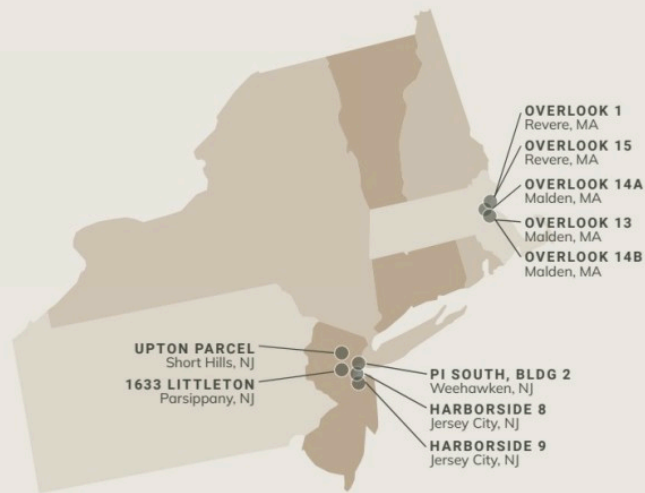 OVERLOOK 1
Revere, MA
OVERLOOK 15
Revere, MA
OVERLOOK 14A
Malden, MA
OVERLOOK 13
Malden, MA
OVERLOOK 14B
Malden, MA
UPTON PARCEL
Short Hills, NJ
1633 LITTLETON
Parsippany, NJ
PI SOUTH, BLDG 2
Weehawken, NJ
HARBORSIDE 8
Jersey City, NJ
HARBORSIDE 9
Jersey City, NJ